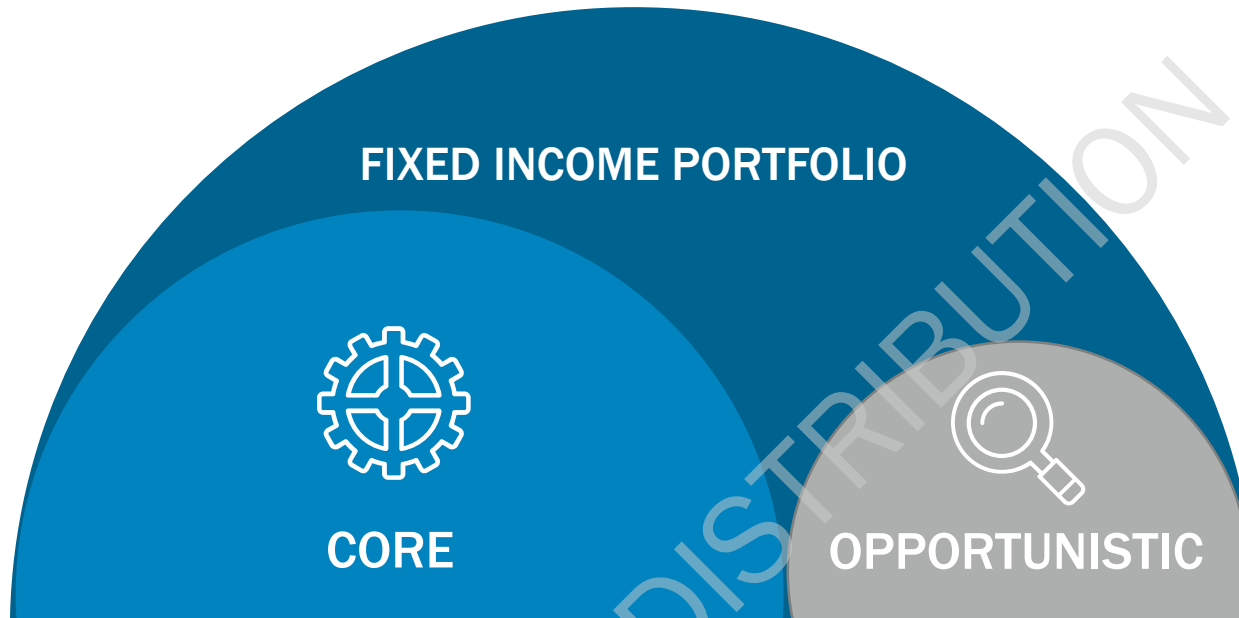 FIXED INCOME PORTFOLIO
CORE
OPPORTUNISTIC
DISTRIBUTION